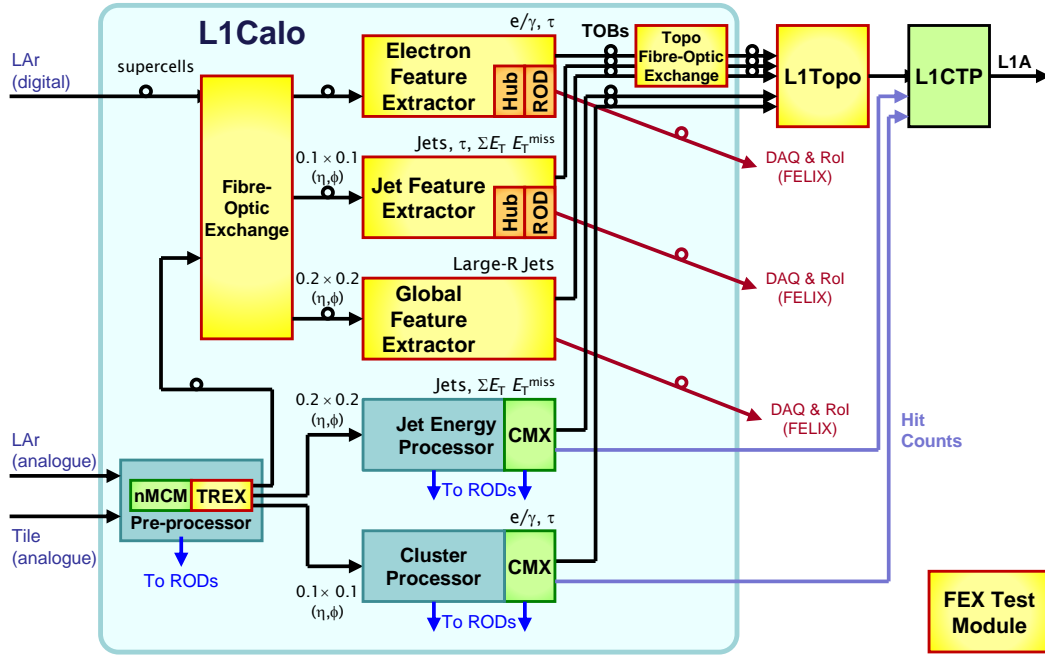 L1Calo
LAr
(digital)
supercells
Fibre-
Optic
Exchange
e/γ, τ
Electron
Feature
Extractor
Hub
ROD
TOBs
Topo
Fibre-Optic
Exchange
L1Topo
L1CTP
L1A
0.1 × 0.1
(η,ϕ)
Jets, τ, ΣE_T E_T^miss
Jet Feature
Extractor
Hub
ROD
DAQ & RoI
(FELIX)
0.2 × 0.2
(η,ϕ)
Large-R Jets
Global
Feature
Extractor
DAQ & RoI
(FELIX)
Jets, ΣE_T E_T^miss
0.2 × 0.2
(η,ϕ)
Jet Energy
Processor
CMX
To RODs
DAQ & RoI
(FELIX)
Hit
Counts
LAr
(analogue)
nMCM
TREX
Pre-processor
Tile
(analogue)
To RODs
e/γ, τ
Cluster
Processor
CMX
0.1× 0.1
(η,ϕ)
To RODs
FEX Test
Module